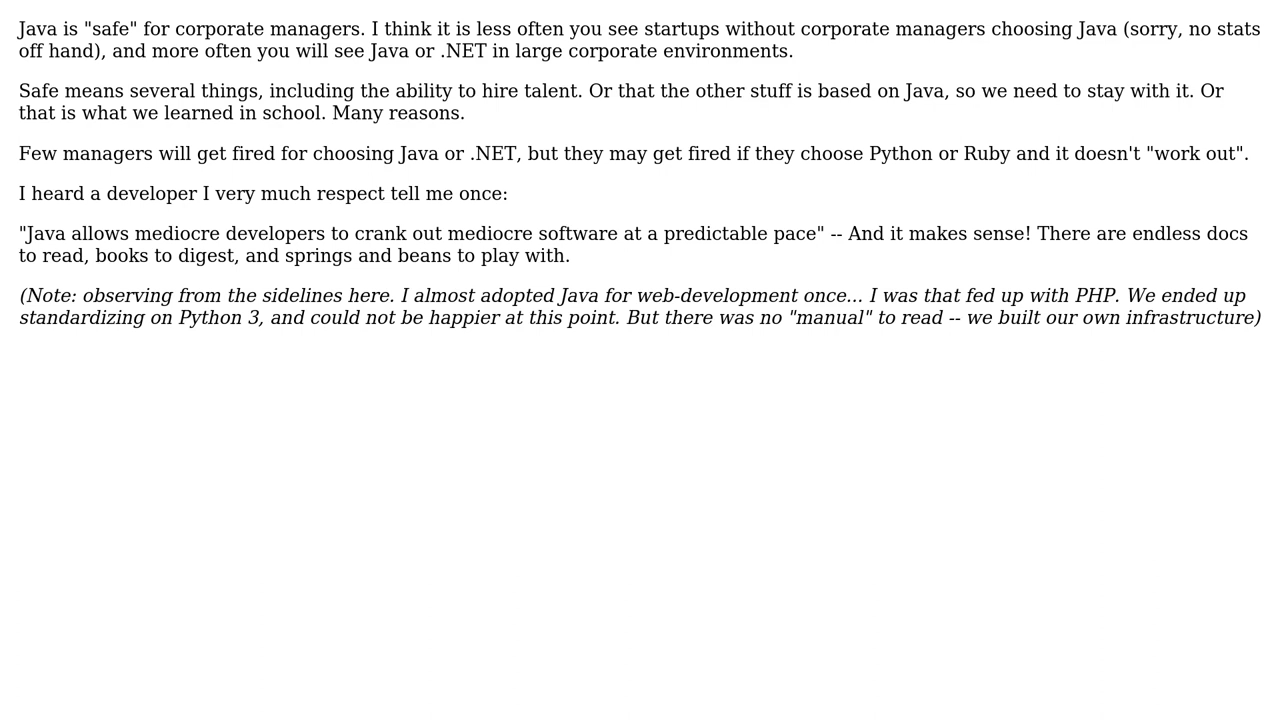 Java is "safe" for corporate managers. I think it is less often you see startups without corporate managers choosing Java (sorry, no stats
off hand), and more often you will see Java or .NET in large corporate environments.
Safe means several things, including the ability to hire talent. Or that the other stuff is based on Java, so we need to stay with it. Or
that is what we learned in school. Many reasons.
Few managers will get fired for choosing Java or .NET, but they may get fired if they choose Python or Ruby and it doesn't "work out".
I heard a developer I very much respect tell me once:
"Java allows mediocre developers to crank out mediocre software at a predictable pace" -- And it makes sense! There are endless docs
to read, books to digest, and springs and beans to play with.
(Note: observing from the sidelines here. I almost adopted Java for web-development once... I was that fed up with PHP. We ended up
standardizing on Python 3, and could not be happier at this point. But there was no "manual" to read -- we built our own infrastructure)